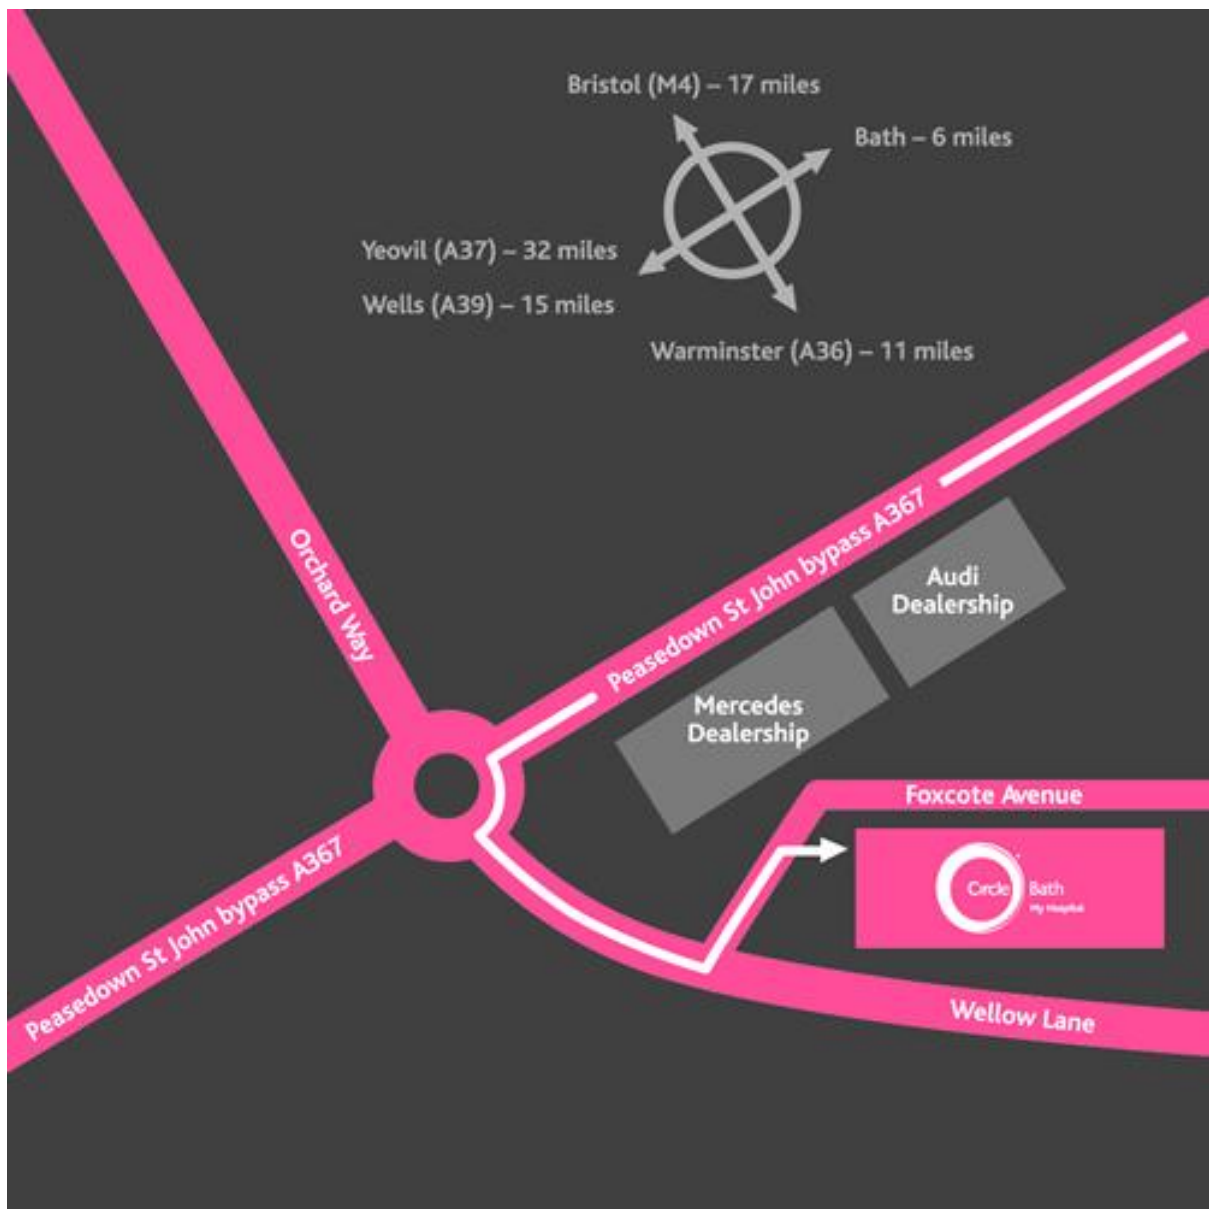 Bristol (M4) – 17 miles
Bath – 6 miles
Yeovil (A37) – 32 miles
Wells (A39) – 15 miles
Warminster (A36) – 11 miles
Peasedown St John bypass A367
Orchard Way
Audi
Dealership
Mercedes
Dealership
Foxcote Avenue
Circle Bath
My Hospital
Peasedown St John bypass A367
Wellow Lane